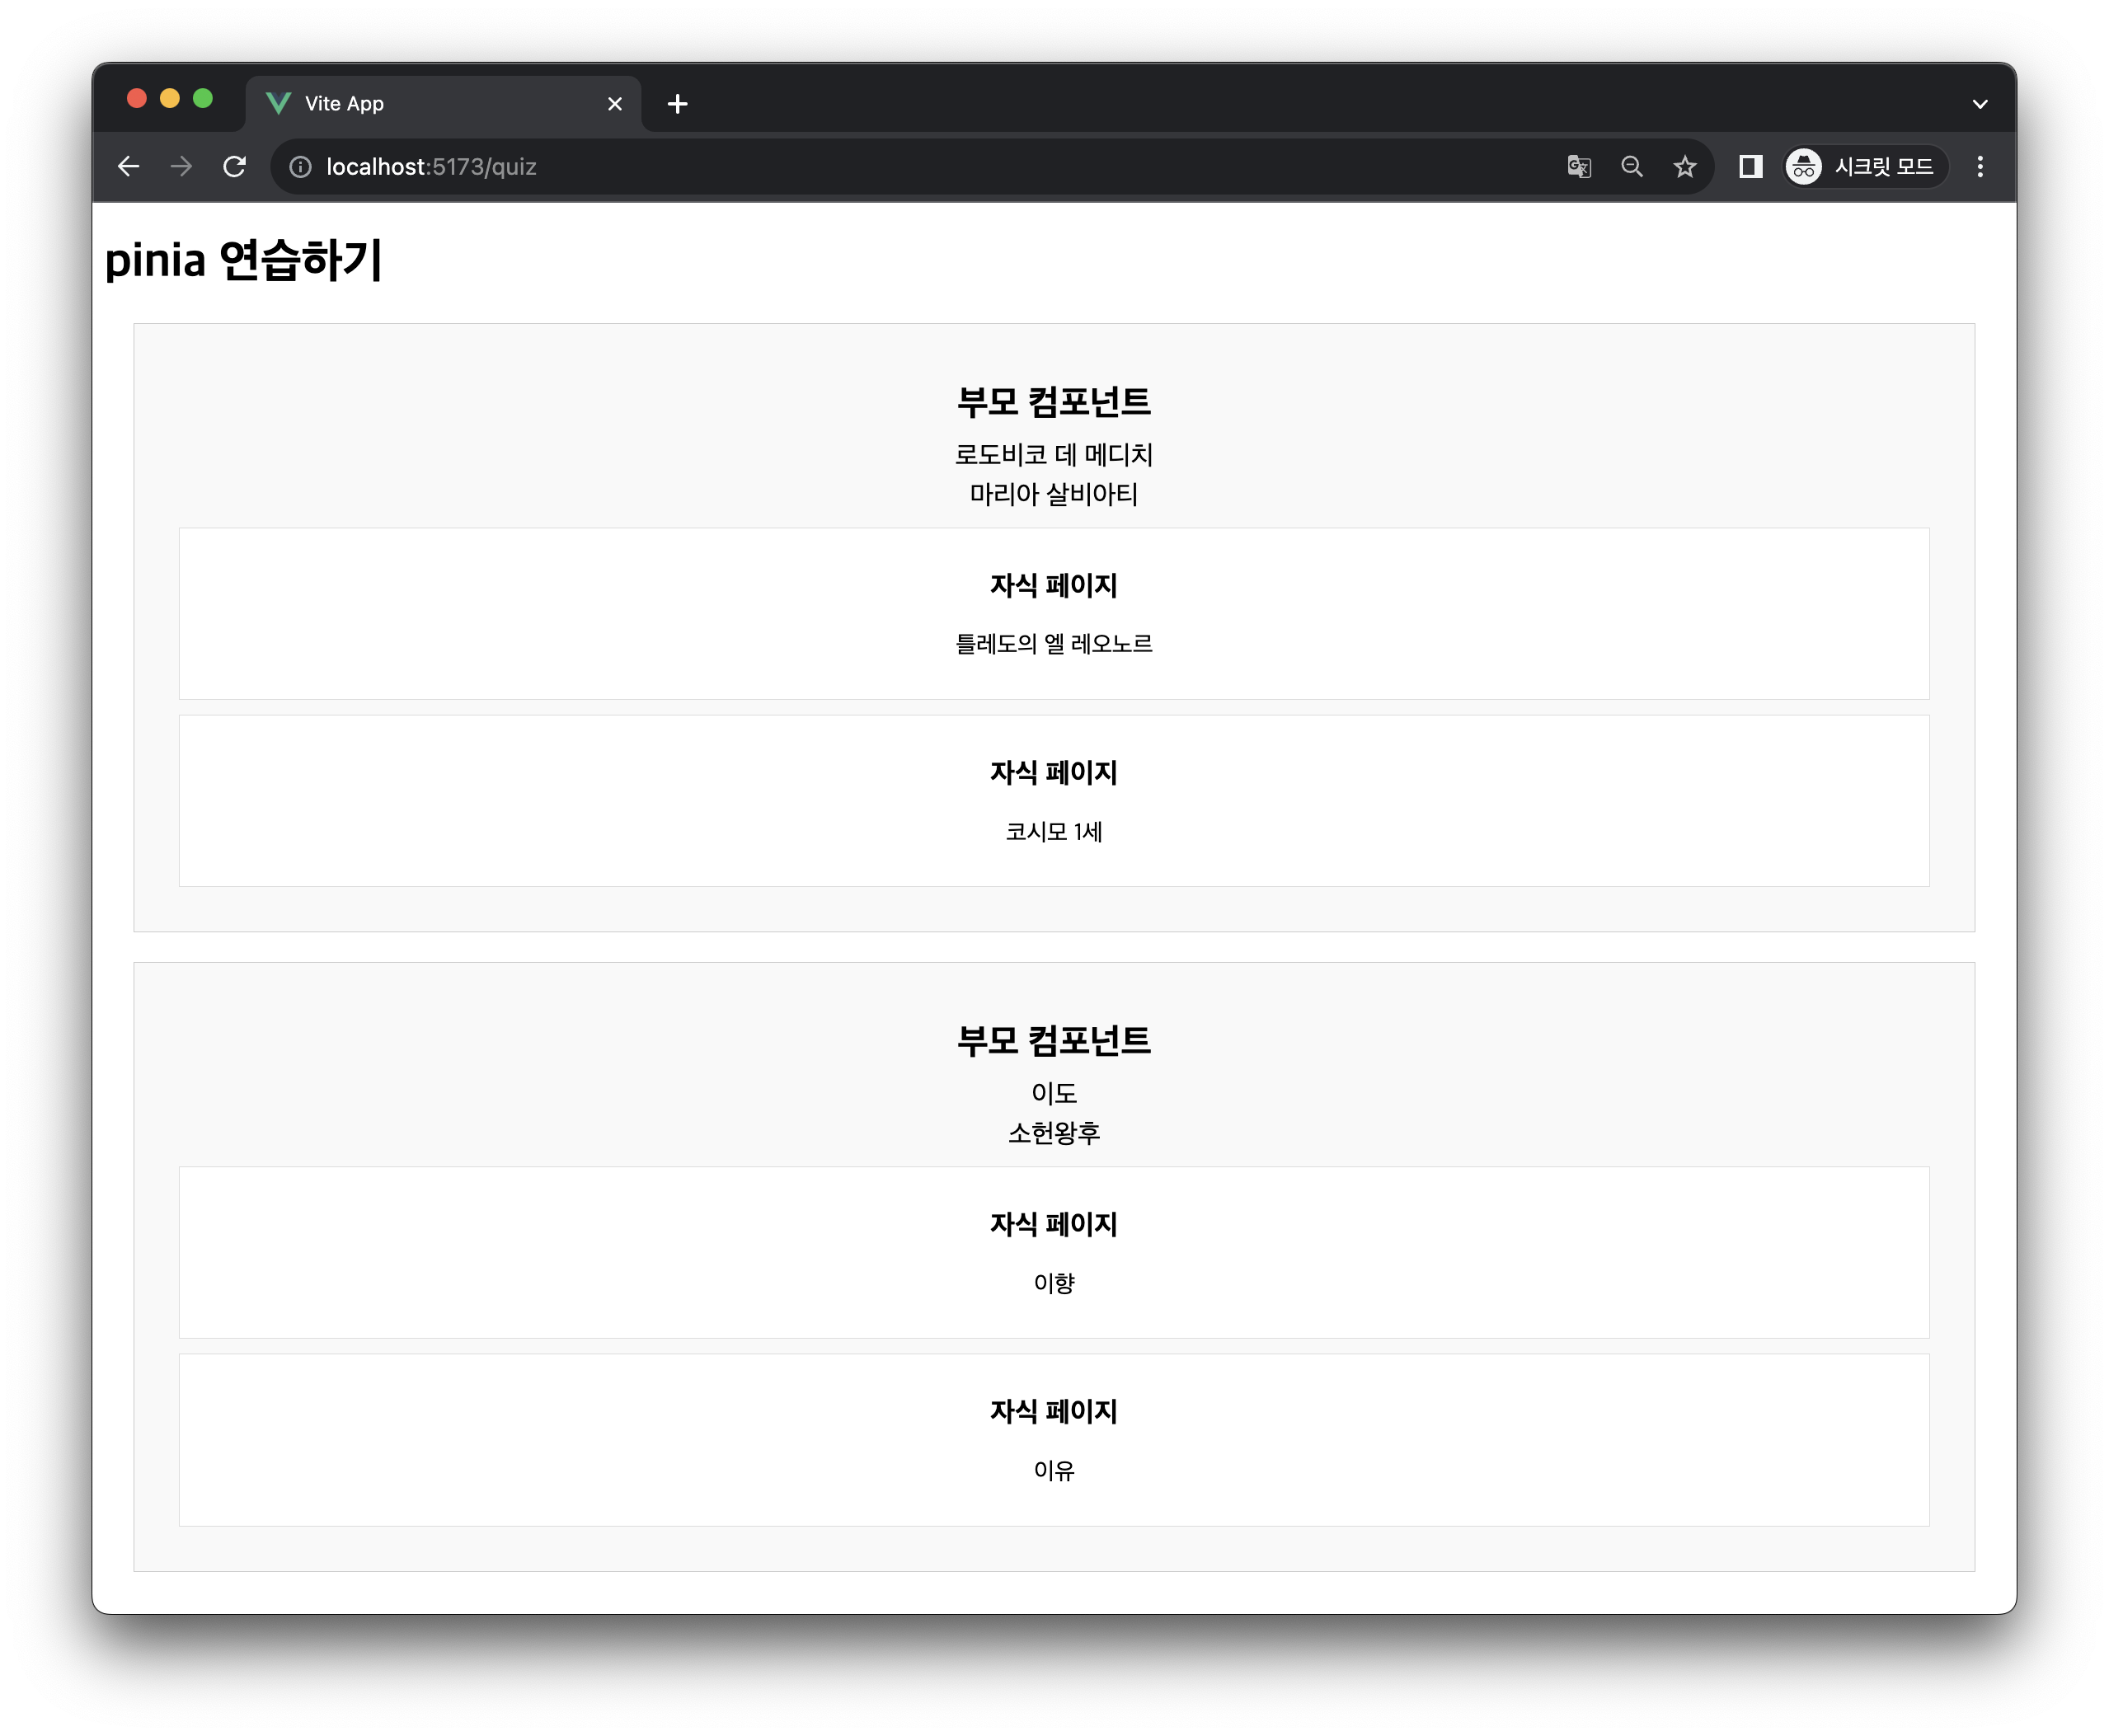 Vite App
localhost:5173/quiz
시크릿 모드
pinia 연습하기
부모 컴포넌트
로도비코 데 메디치
마리아 살비아티
자식 페이지
틀레도의 엘 레오노르
자식 페이지
코시모 1세
부모 컴포넌트
이도
소헌왕후
자식 페이지
이향
자식 페이지
이유